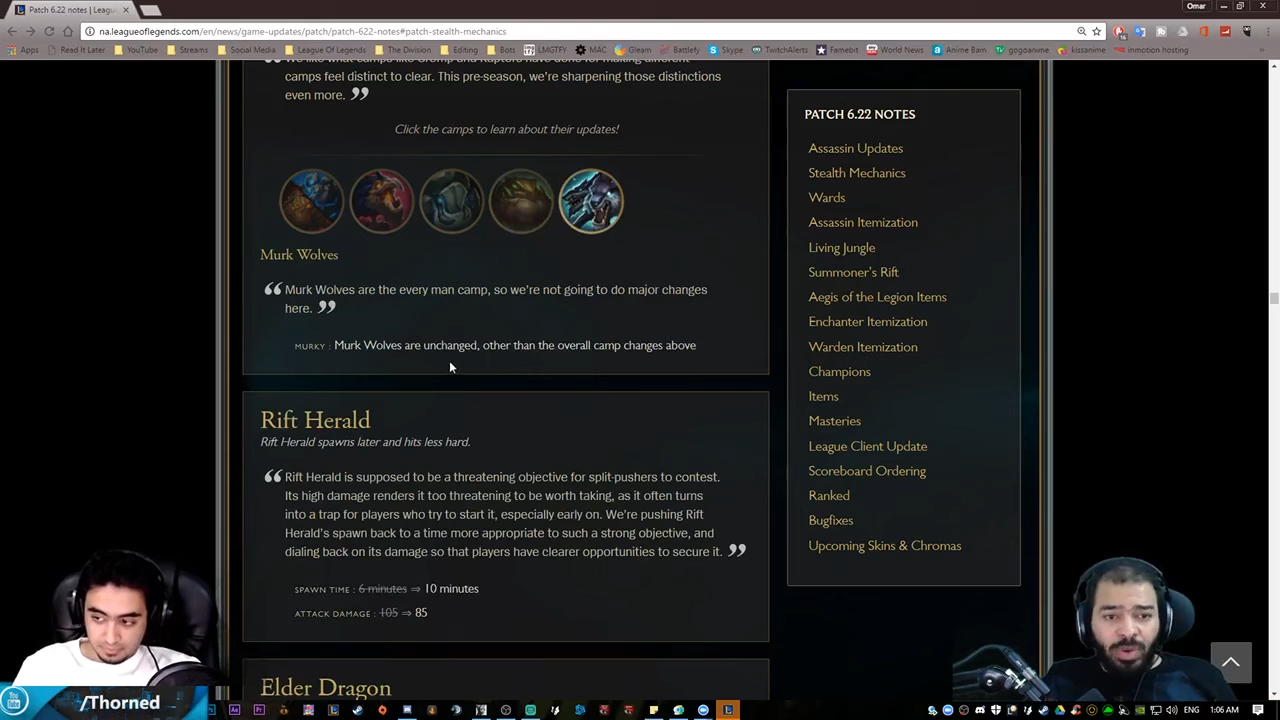 Patch 6.22 notes | Leagu
Omar
na.leagueoflegends.com/en/news/game-updates/patch/patch-622-notes#patch-stealth-mechanics
Apps Read It Later YouTube Streams Social Media League Of Legends The Division Editing Bots LMGTFY MAC Gleam Battlefy Skype TwitchAlerts Famebit World News Anime Bam gogoanime kissanime inmotion hosting
camps feel distinct to clear. This pre-season, we're sharpening those distinctions
even more.
Click the camps to learn about their updates!
Murk Wolves
Murk Wolves are the every man camp, so we're not going to do major changes
here.
MURKY : Murk Wolves are unchanged, other than the overall camp changes above
Rift Herald
Rift Herald spawns later and hits less hard.
Rift Herald is supposed to be a threatening objective for split-pushers to contest.
Its high damage renders it too threatening to be worth taking, as it often turns
into a trap for players who try to start it, especially early on. We're pushing Rift
Herald's spawn back to a time more appropriate to such a strong objective, and
dialing back on its damage so that players have clearer opportunities to secure it.
SPAWN TIME : 6 minutes ⇒ 10 minutes
ATTACK DAMAGE : 105 ⇒ 85
Elder Dragon
PATCH 6.22 NOTES
Assassin Updates
Stealth Mechanics
Wards
Assassin Itemization
Living Jungle
Summoner's Rift
Aegis of the Legion Items
Enchanter Itemization
Warden Itemization
Champions
Items
Masteries
League Client Update
Scoreboard Ordering
Ranked
Bugfixes
Upcoming Skins & Chromas
You Tube
/Thorned
ENG
1:06 AM